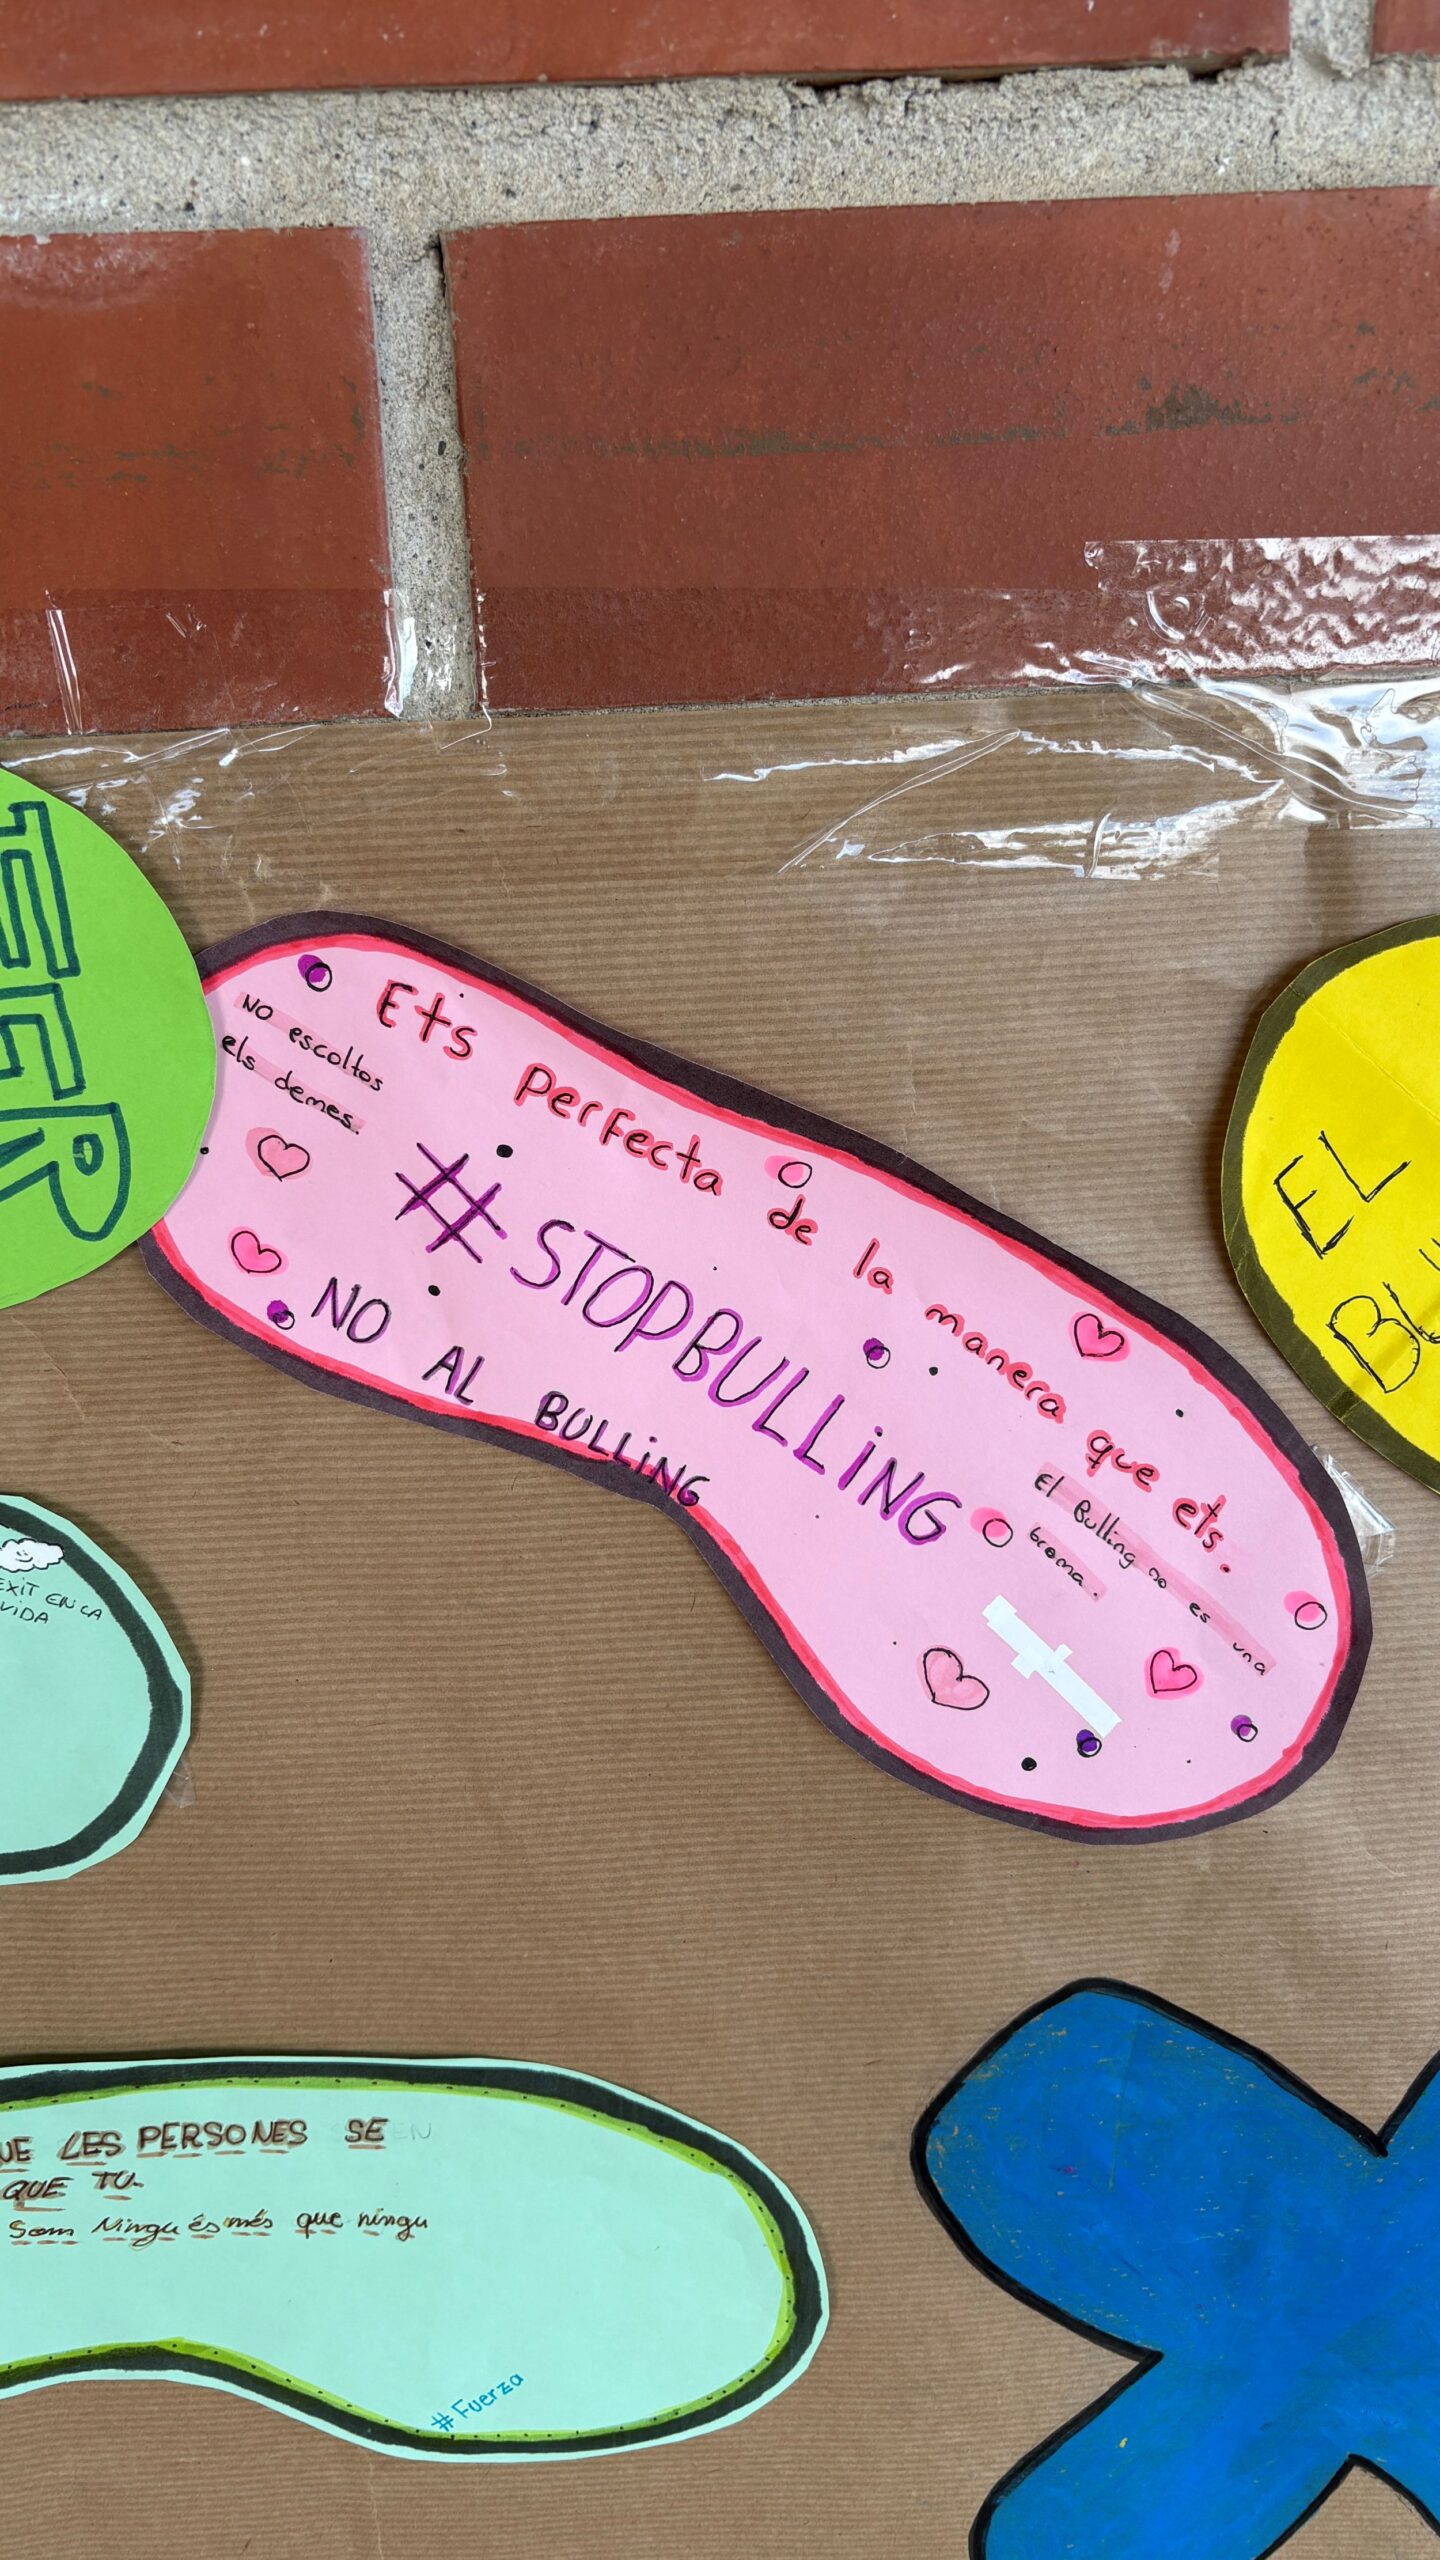 Ets perfecta de la manera que ets.
NO escoltos
els demes.
#STOPBULLiNG
NO AL BULLiNG
El Bulling no es una
broma.
EL
EXiT EN LA
ViDA
LES PERSONES SE
QUE TU.
Som Ningu és més que ningu
#Fuerza